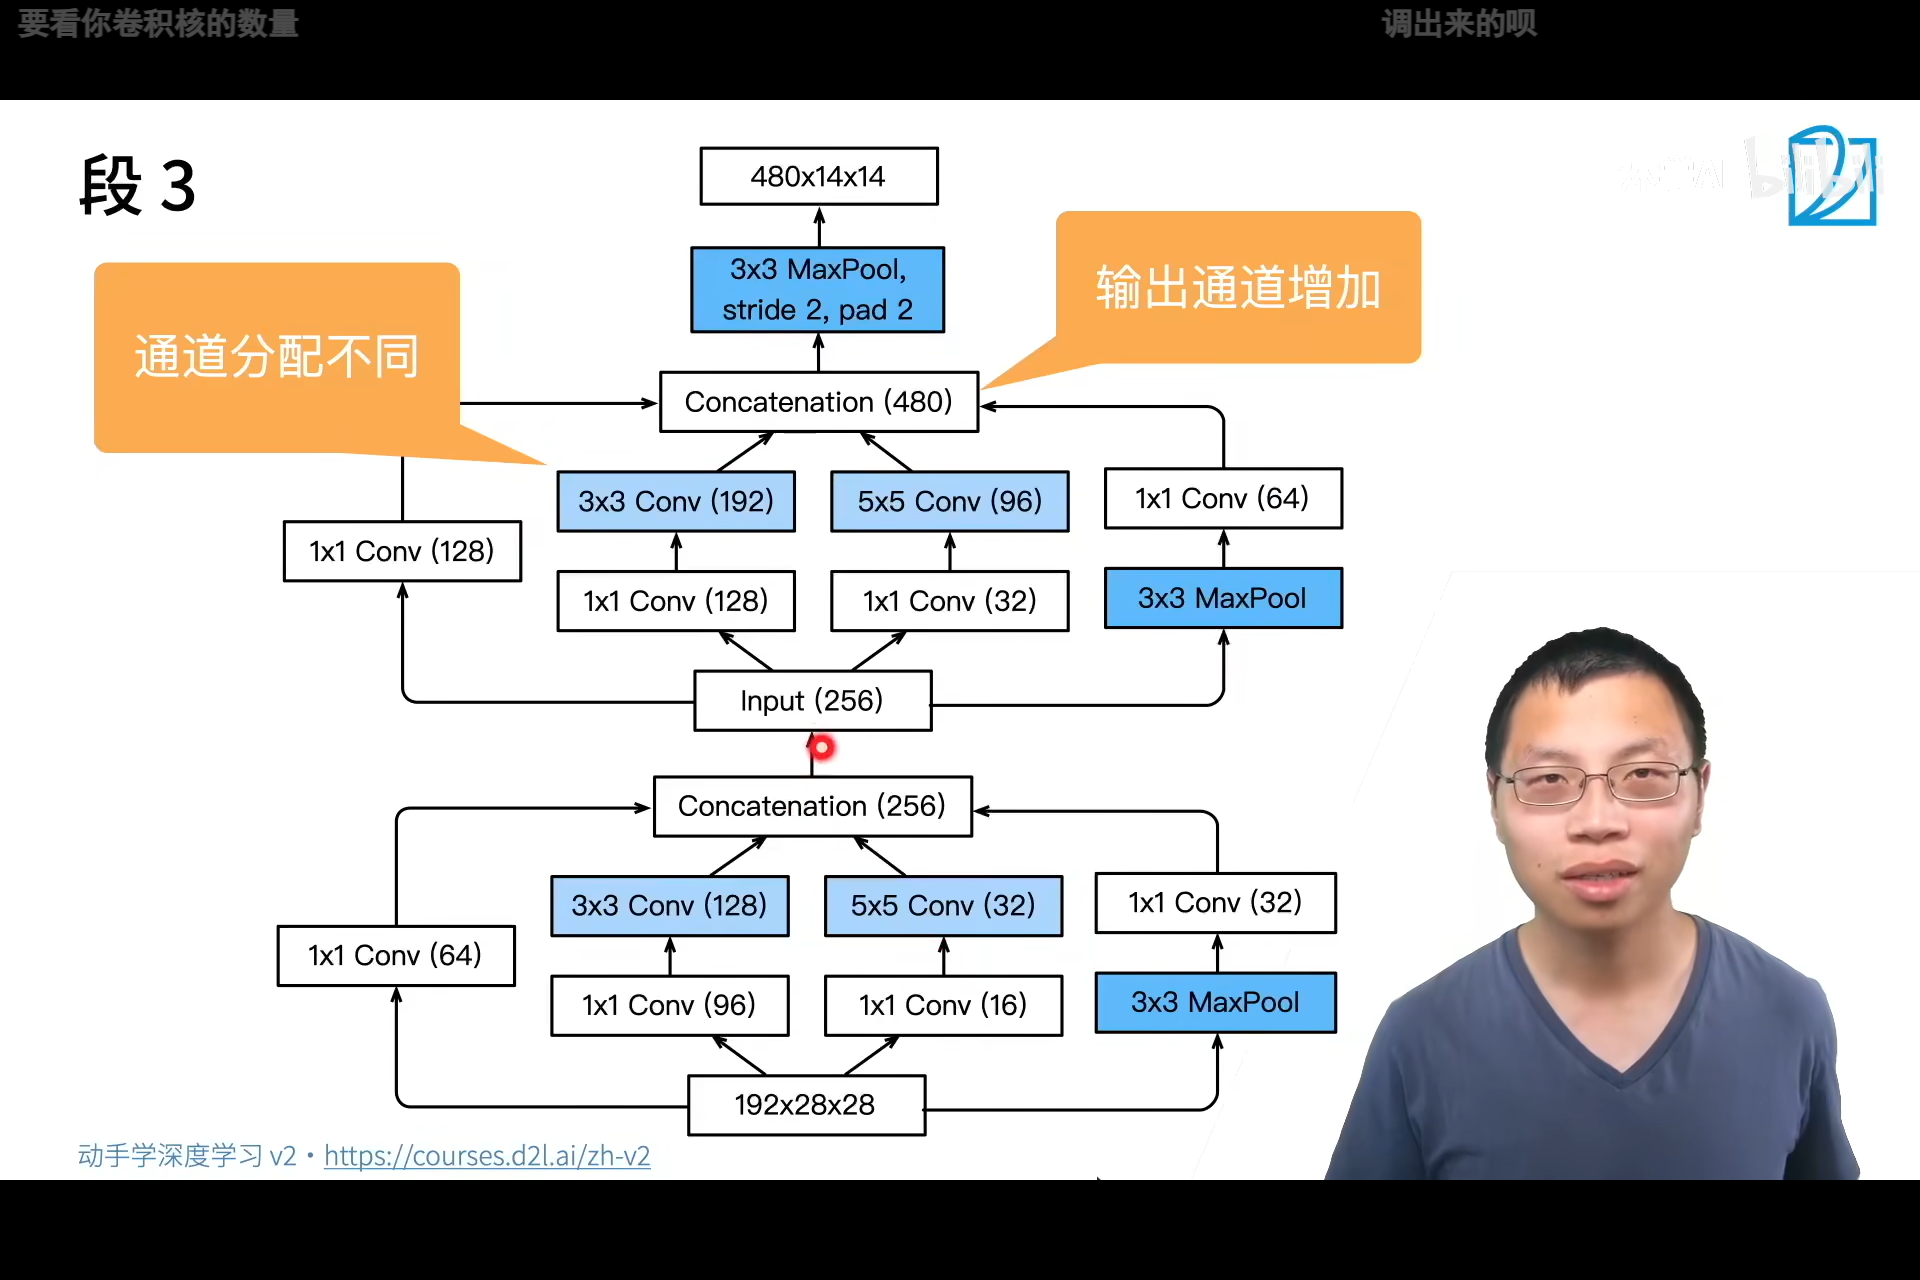 要看你卷积核的数量
调出来的呗
段 3
480x14x14
3x3 MaxPool,
stride 2, pad 2
输出通道增加
通道分配不同
Concatenation (480)
3x3 Conv (192)
5x5 Conv (96)
1x1 Conv (64)
1x1 Conv (128)
1x1 Conv (128)
1x1 Conv (32)
3x3 MaxPool
Input (256)
Concatenation (256)
3x3 Conv (128)
5x5 Conv (32)
1x1 Conv (32)
1x1 Conv (64)
1x1 Conv (96)
1x1 Conv (16)
3x3 MaxPool
192x28x28
动手学深度学习 v2 • https://courses.d2l.ai/zh-v2
bilibili